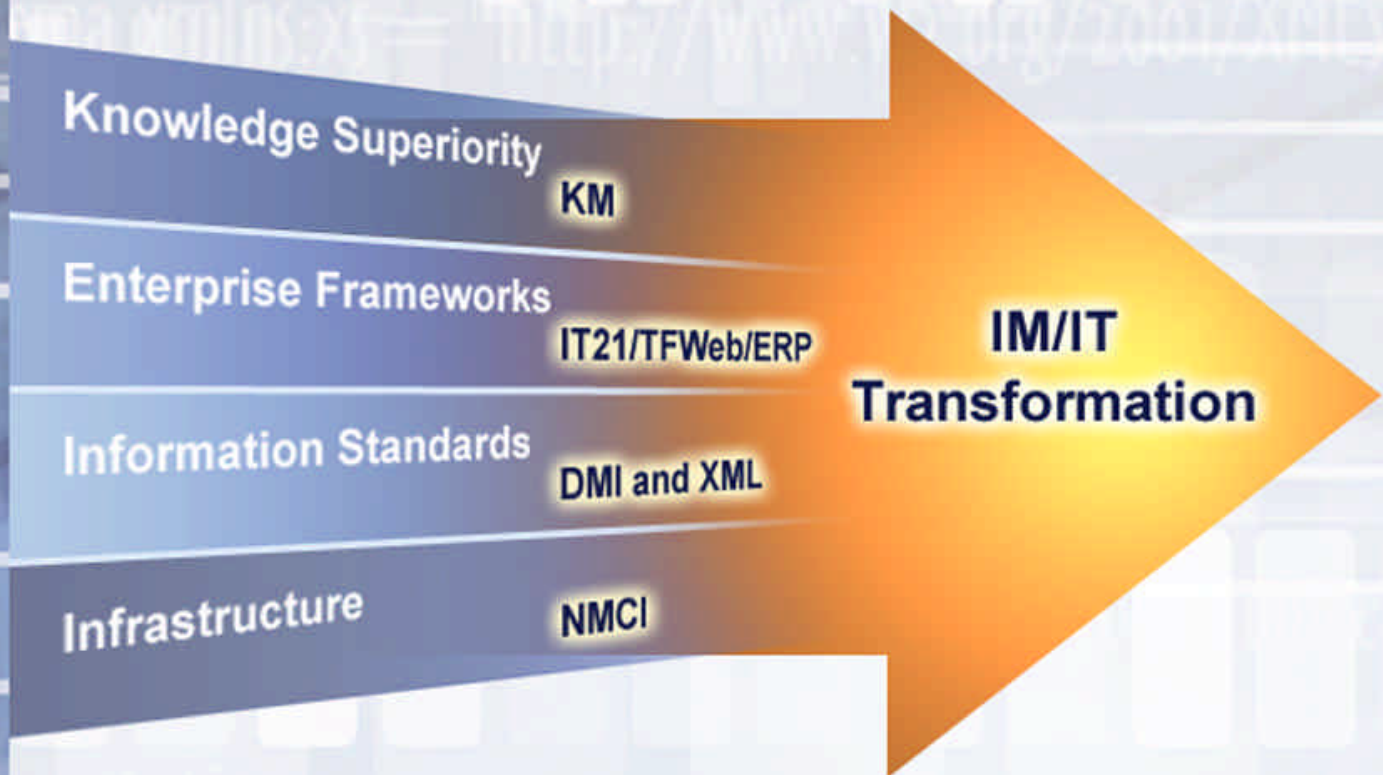 Knowledge Superiority
KM
Enterprise Frameworks
IT21/TFWeb/ERP
Information Standards
DMI and XML
Infrastructure
NMCI
IM/IT
Transformation